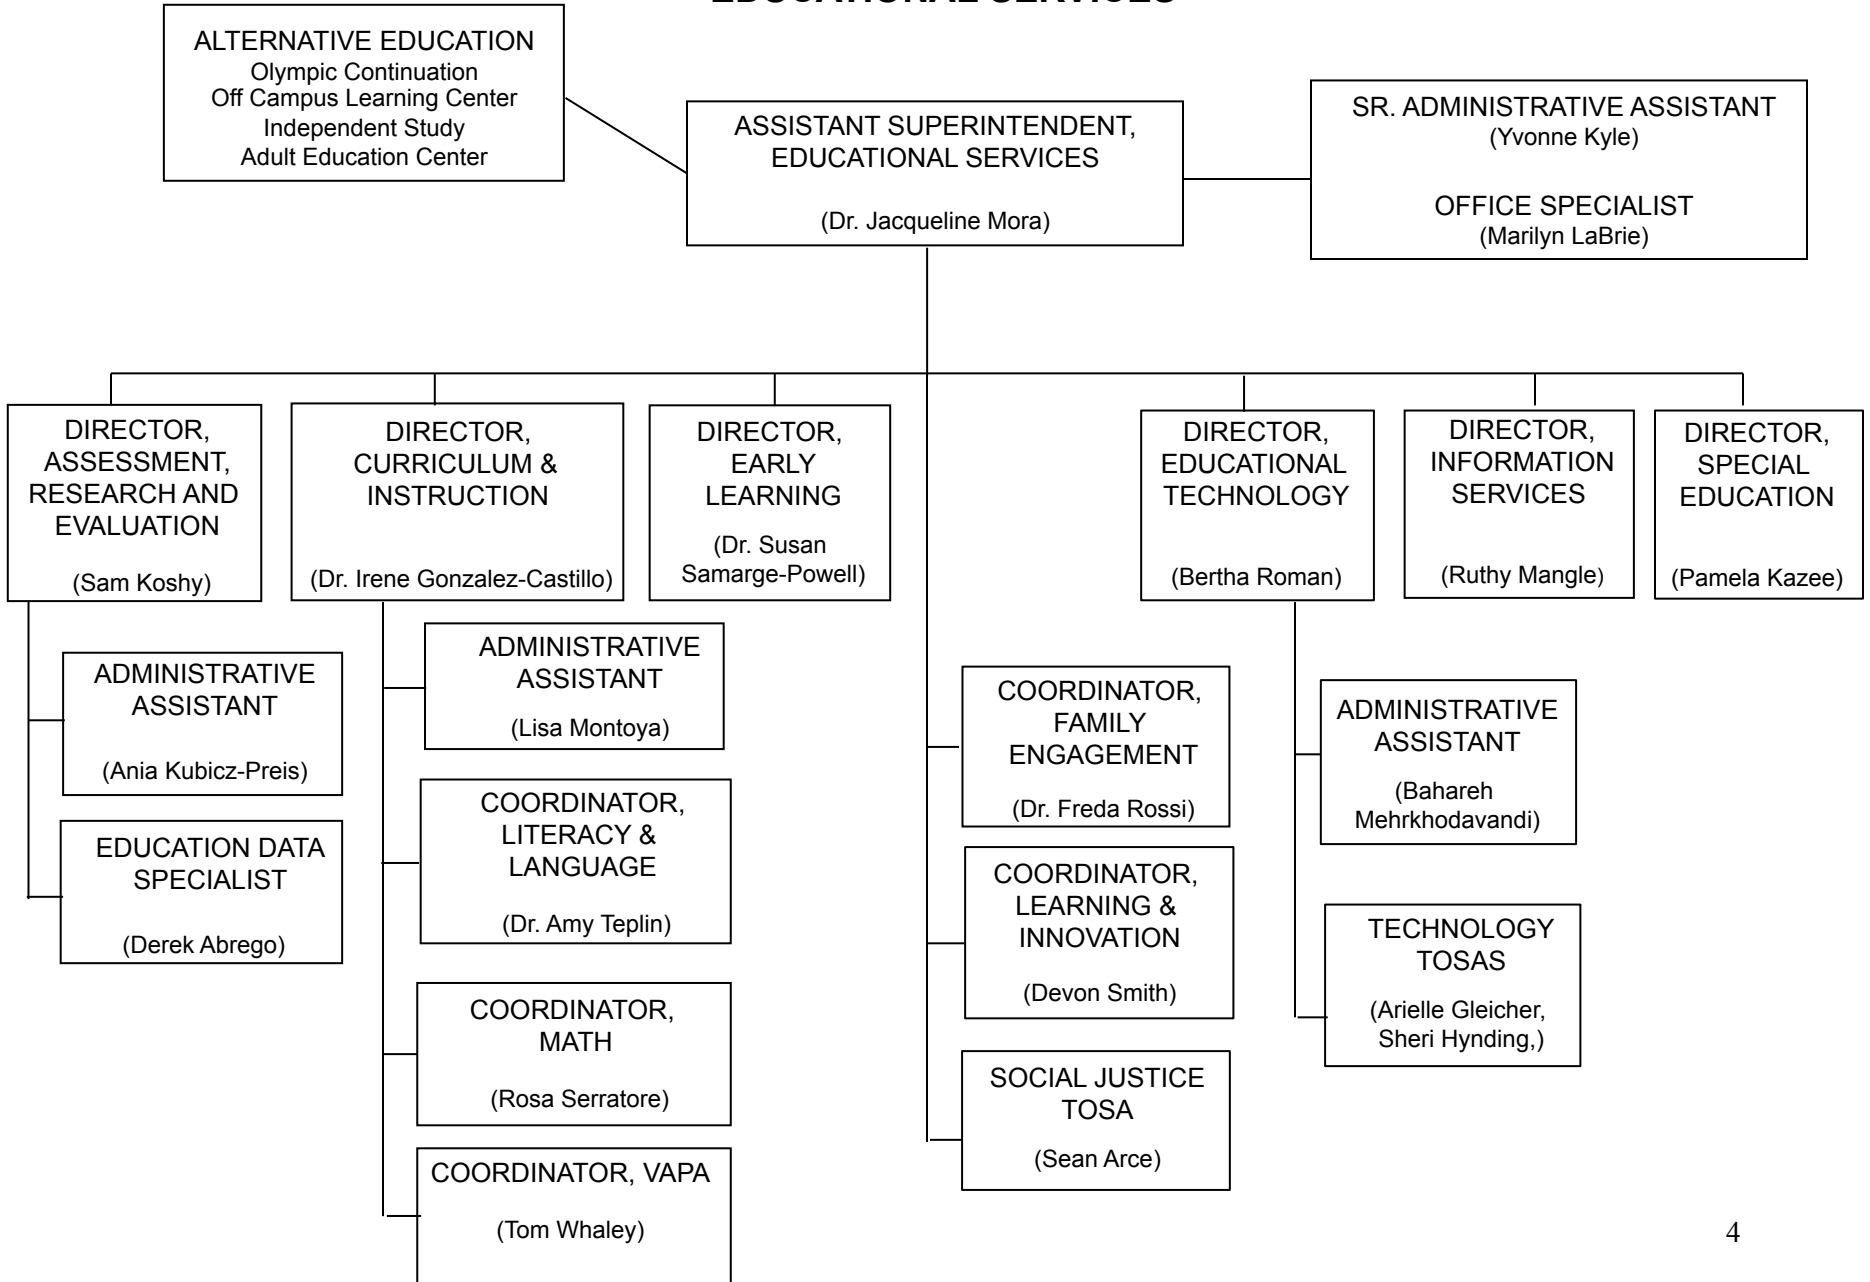 EDUCATIONAL SERVICES
ALTERNATIVE EDUCATION
Olympic Continuation
Off Campus Learning Center
Independent Study
Adult Education Center
ASSISTANT SUPERINTENDENT,
EDUCATIONAL SERVICES
(Dr. Jacqueline Mora)
SR. ADMINISTRATIVE ASSISTANT
(Yvonne Kyle)
OFFICE SPECIALIST
(Marilyn LaBrie)
DIRECTOR,
ASSESSMENT,
RESEARCH AND
EVALUATION
(Sam Koshy)
ADMINISTRATIVE
ASSISTANT
(Ania Kubicz-Preis)
EDUCATION DATA
SPECIALIST
(Derek Abrego)
DIRECTOR,
CURRICULUM &
INSTRUCTION
(Dr. Irene Gonzalez-Castillo)
ADMINISTRATIVE
ASSISTANT
(Lisa Montoya)
COORDINATOR,
LITERACY &
LANGUAGE
(Dr. Amy Teplin)
COORDINATOR,
MATH
(Rosa Serratore)
COORDINATOR, VAPA
(Tom Whaley)
DIRECTOR,
EARLY
LEARNING
(Dr. Susan
Samarge-Powell)
COORDINATOR,
FAMILY
ENGAGEMENT
(Dr. Freda Rossi)
COORDINATOR,
LEARNING &
INNOVATION
(Devon Smith)
SOCIAL JUSTICE
TOSA
(Sean Arce)
DIRECTOR,
EDUCATIONAL
TECHNOLOGY
(Bertha Roman)
ADMINISTRATIVE
ASSISTANT
(Bahareh
Mehrkhodavandi)
TECHNOLOGY
TOSAS
(Arielle Gleicher,
Sheri Hynding,)
DIRECTOR,
INFORMATION
SERVICES
(Ruthy Mangle)
DIRECTOR,
SPECIAL
EDUCATION
(Pamela Kazee)
4